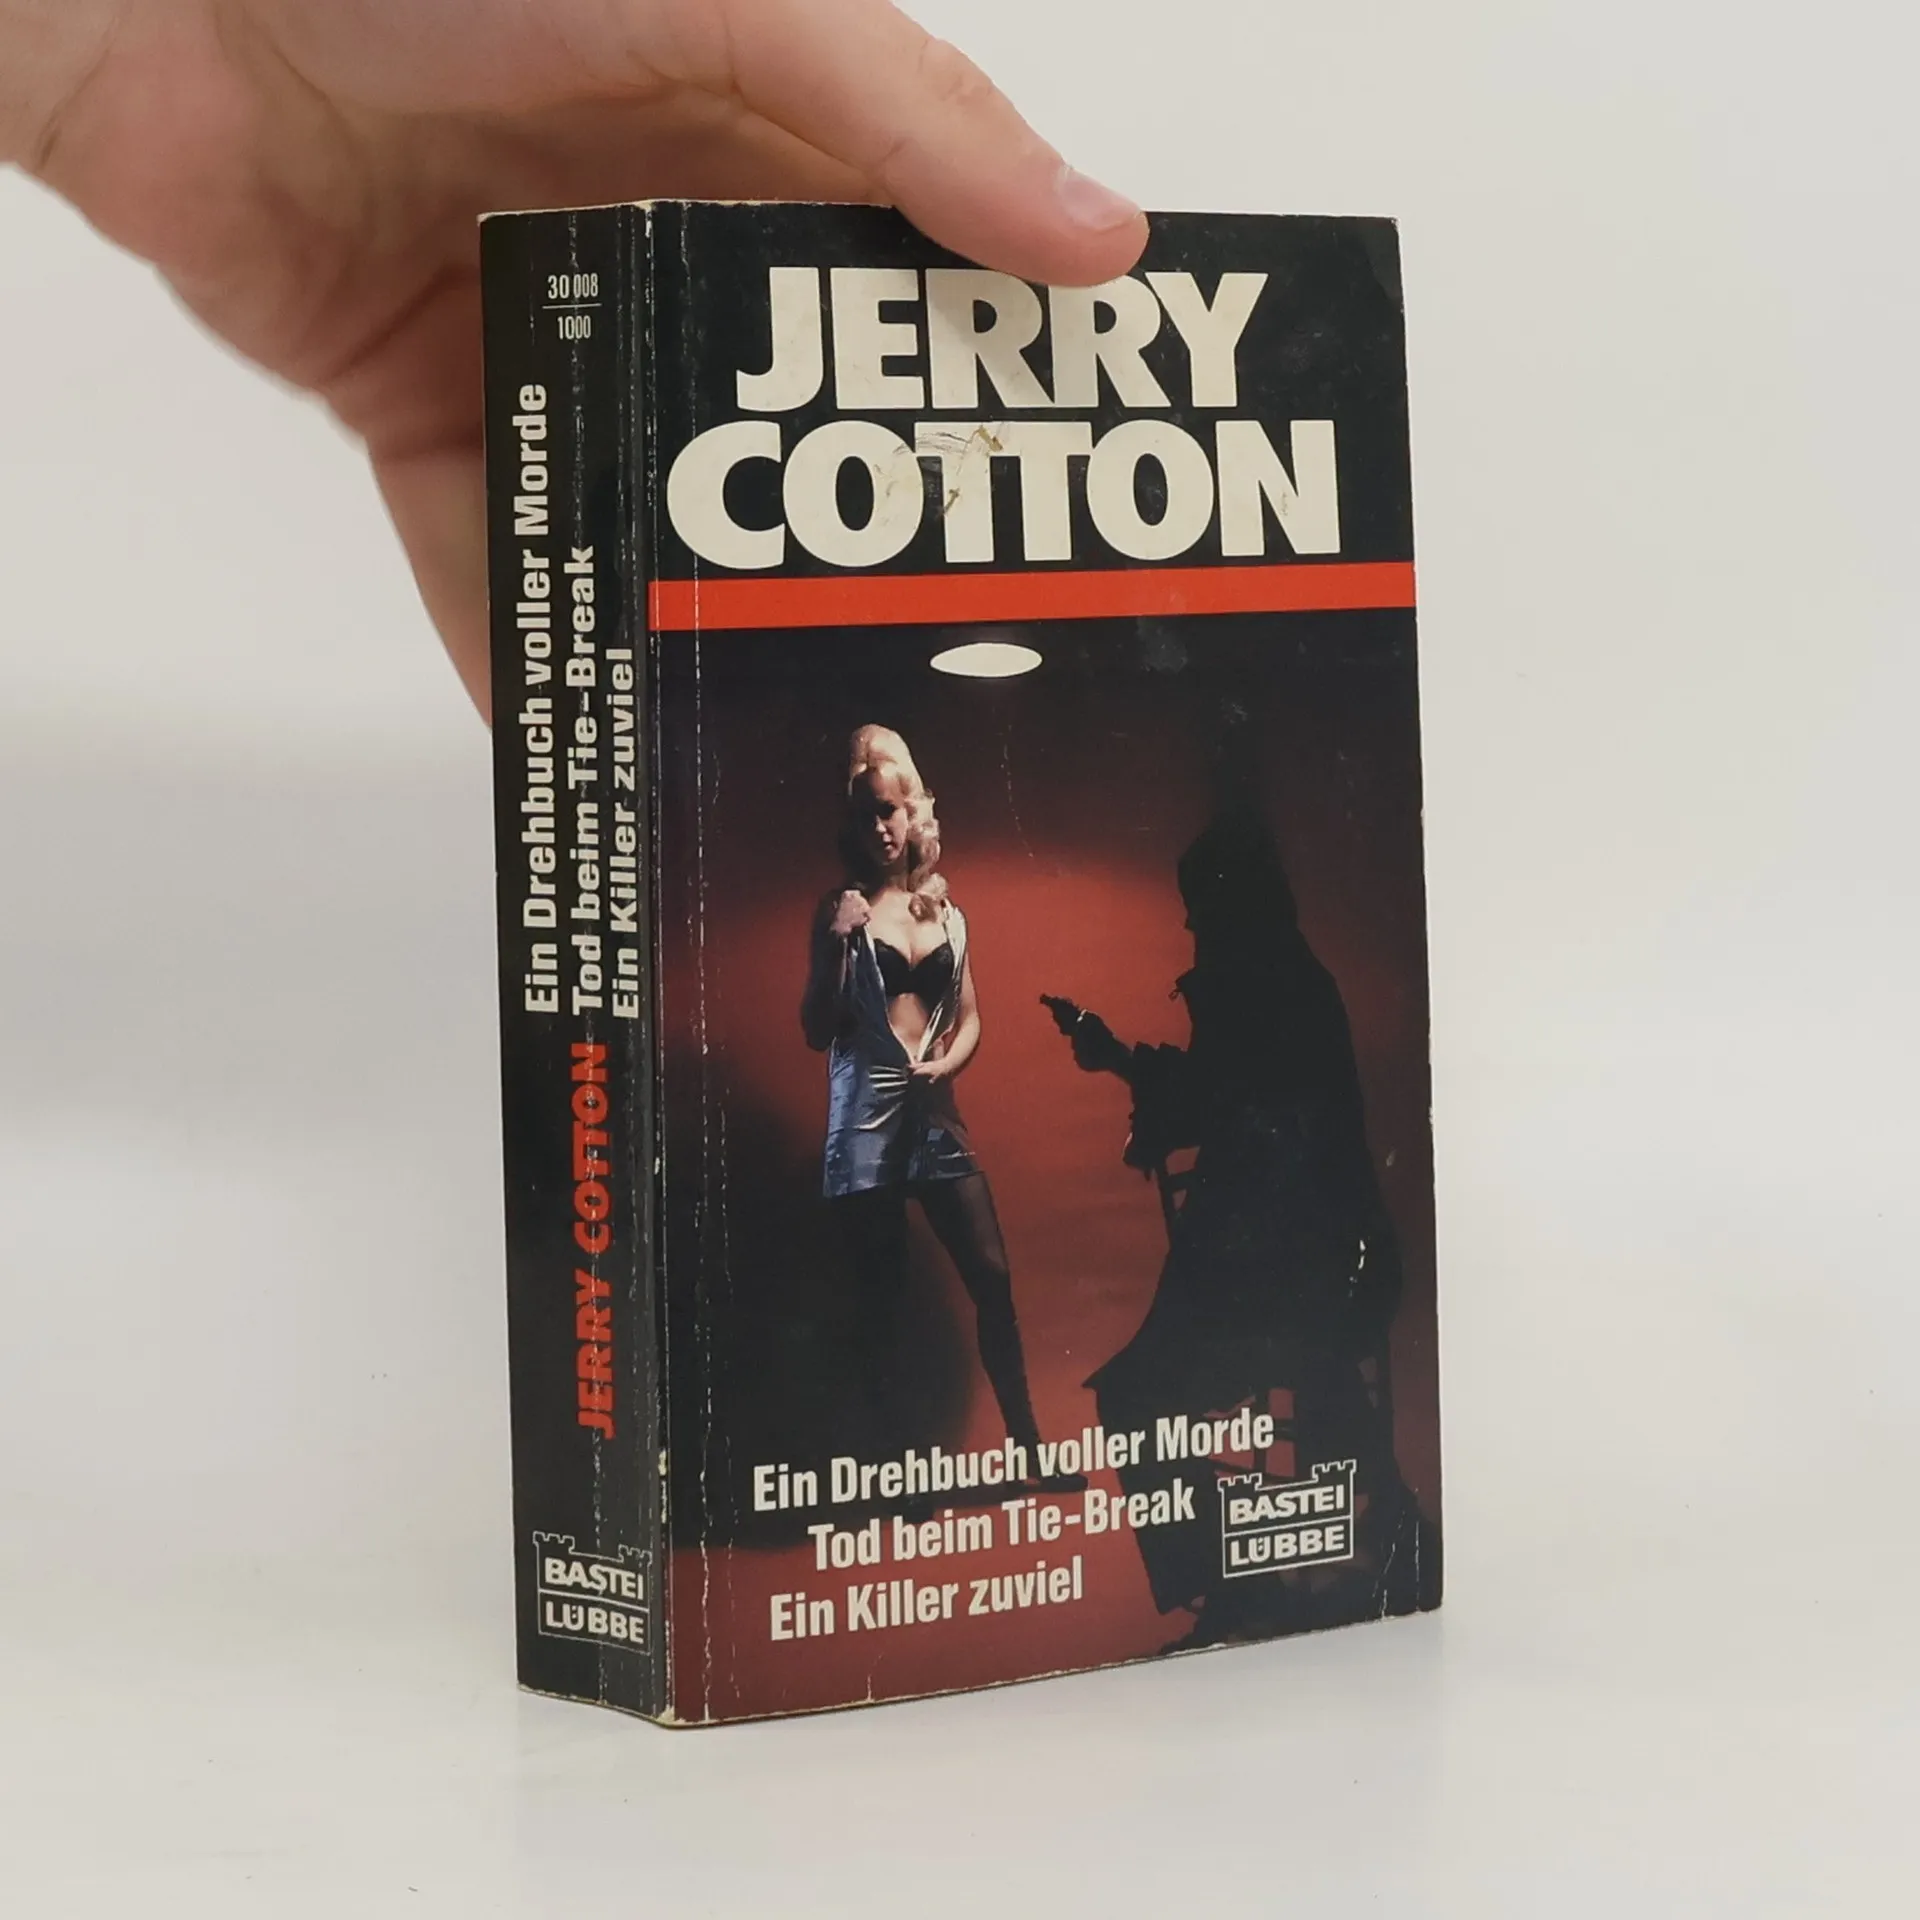 30 008
1000
Ein Drehbuch voller Morde
Tod beim Tie-Break
Ein Killer zuviel
JERRY COTTON
BASTEI
LÜBBE
JERRY
COTTON
Ein Drehbuch voller Morde
Tod beim Tie-Break
Ein Killer zuviel
BASTEI
LÜBBE